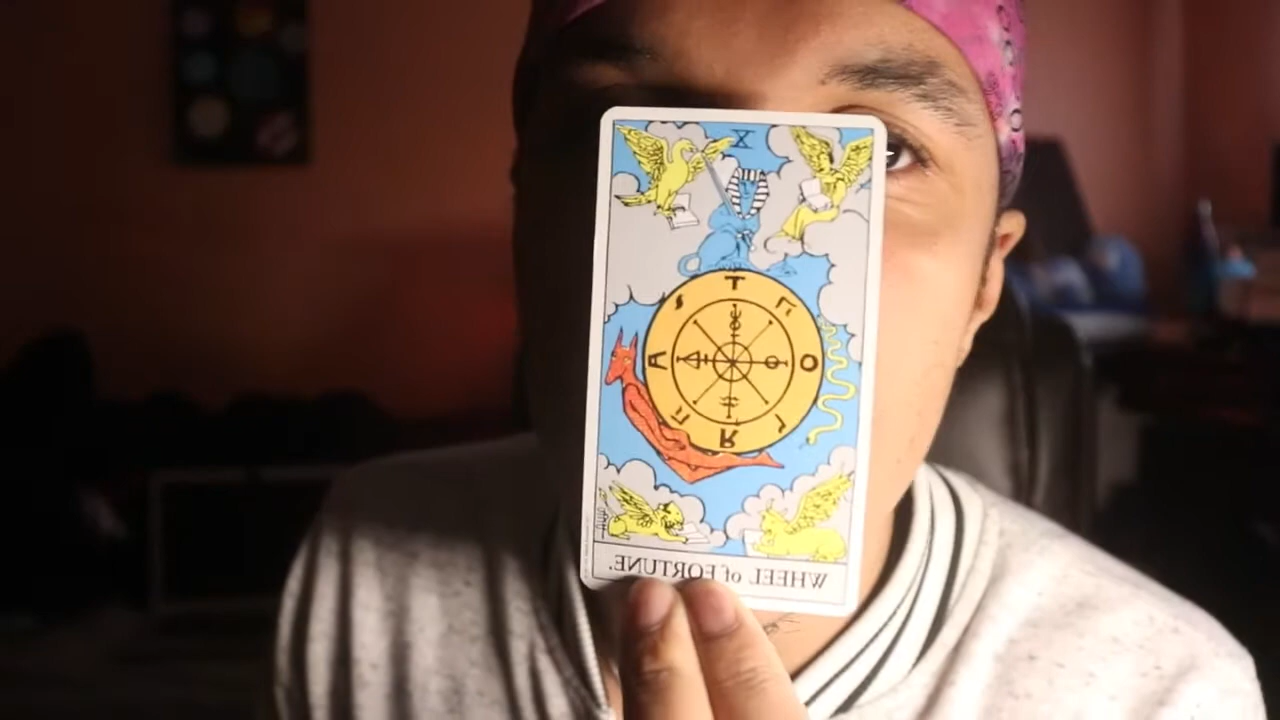 X
T A R O
י ה ו ה
WHEEL of FORTUNE.